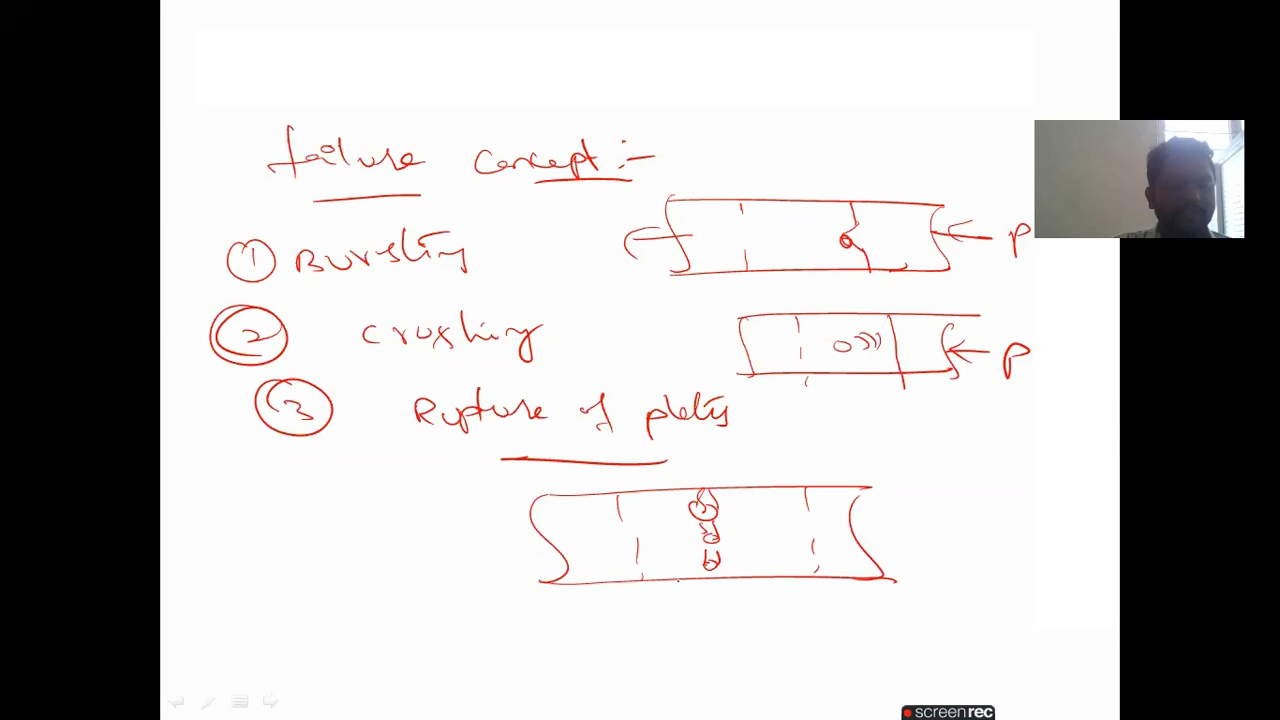 failure concept :-
① Bursting
② crushing
③ Rupture of plates
P
P
screenrec